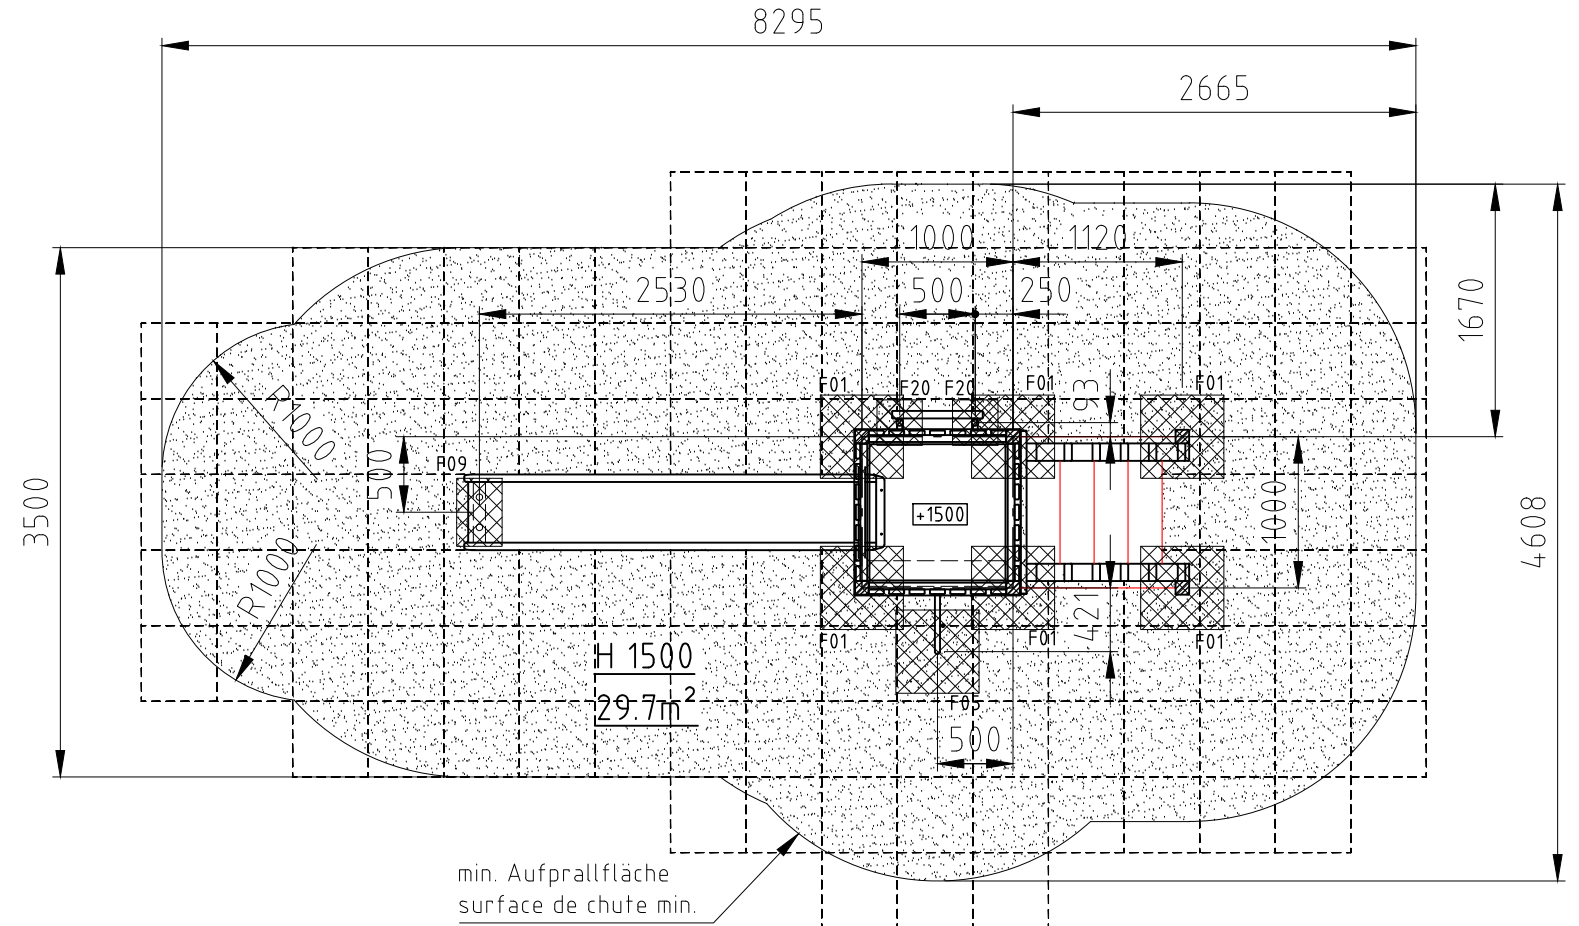 8295
2665
1000
1120
2530
500
250
1670
F01
F20
F20
F01
93
F01
R1000
F09
500
3500
+1500
1000
4608
R1000
421
F01
F01
F01
H 1500
29.7m²
F05
500
min. Aufprallfläche
surface de chute min.